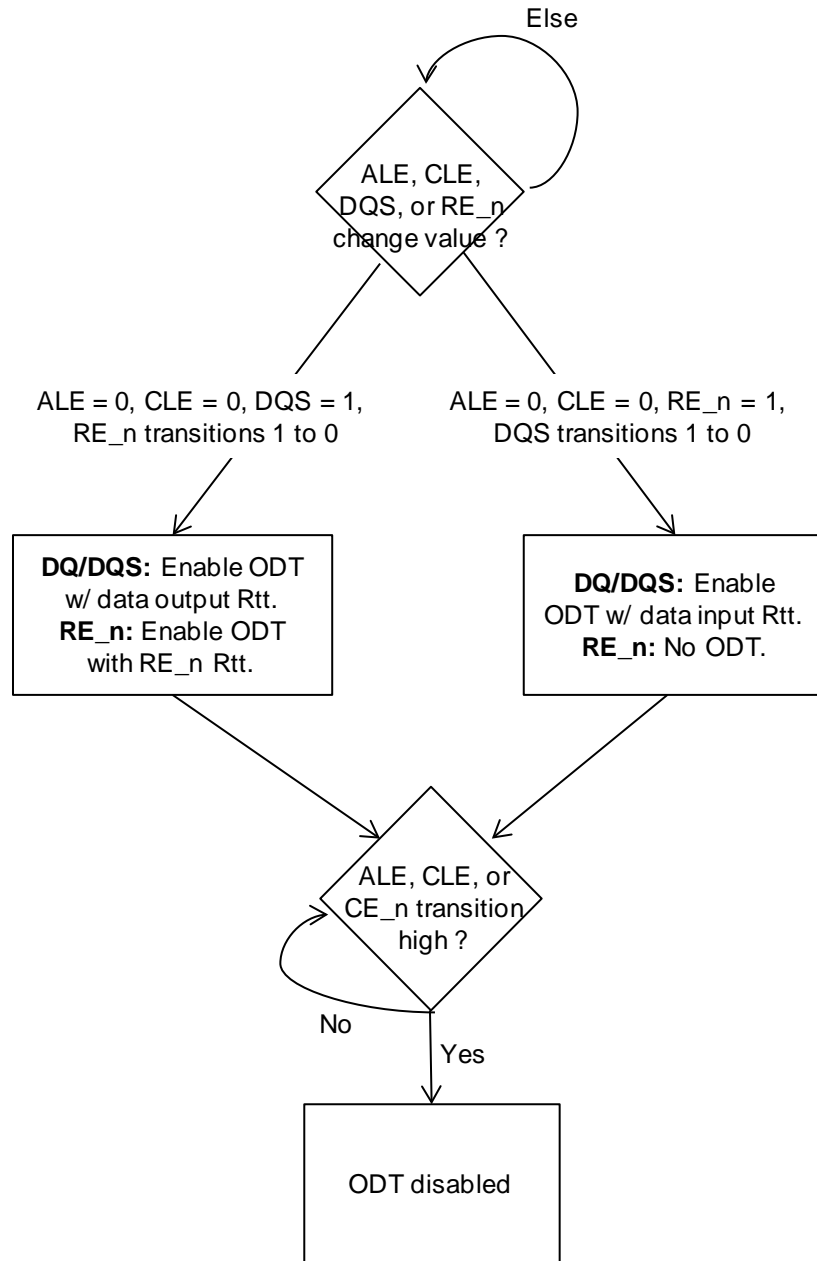 Else
ALE, CLE,
DQS, or RE_n
change value ?
ALE = 0, CLE = 0, DQS = 1,
RE_n transitions 1 to 0
ALE = 0, CLE = 0, RE_n = 1,
DQS transitions 1 to 0
DQ/DQS: Enable ODT
w/ data output Rtt.
RE_n: Enable ODT
with RE_n Rtt.
DQ/DQS: Enable
ODT w/ data input Rtt.
RE_n: No ODT.
ALE, CLE, or
CE_n transition
high ?
No
Yes
ODT disabled